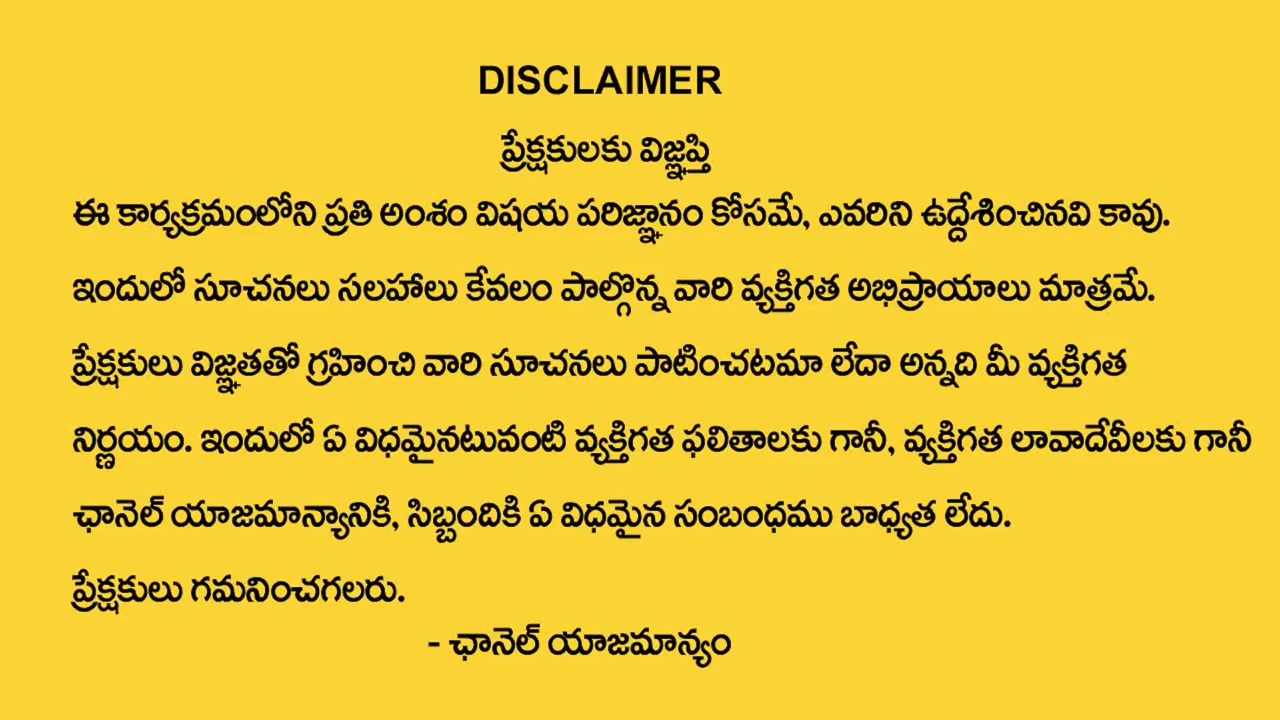 DISCLAIMER
ప్రేక్షకులకు విజ్ఞప్తి
ఈ కార్యక్రమంలోని ప్రతి అంశం విషయ పరిజ్ఞానం కోసమే, ఎవరిని ఉద్దేశించినవి కావు.
ఇందులో సూచనలు సలహాలు కేవలం పాల్గొన్న వారి వ్యక్తిగత అభిప్రాయాలు మాత్రమే.
ప్రేక్షకులు విజ్ఞతతో గ్రహించి వారి సూచనలు పాటించటమా లేదా అన్నది మీ వ్యక్తిగత
నిర్ణయం. ఇందులో ఏ విధమైనటువంటి వ్యక్తిగత ఫలితాలకు గానీ, వ్యక్తిగత లావాదేవీలకు గానీ
ఛానెల్ యాజమాన్యానికి, సిబ్బందికి ఏ విధమైన సంబంధము బాధ్యత లేదు.
ప్రేక్షకులు గమనించగలరు.
- ఛానెల్ యాజమాన్యం